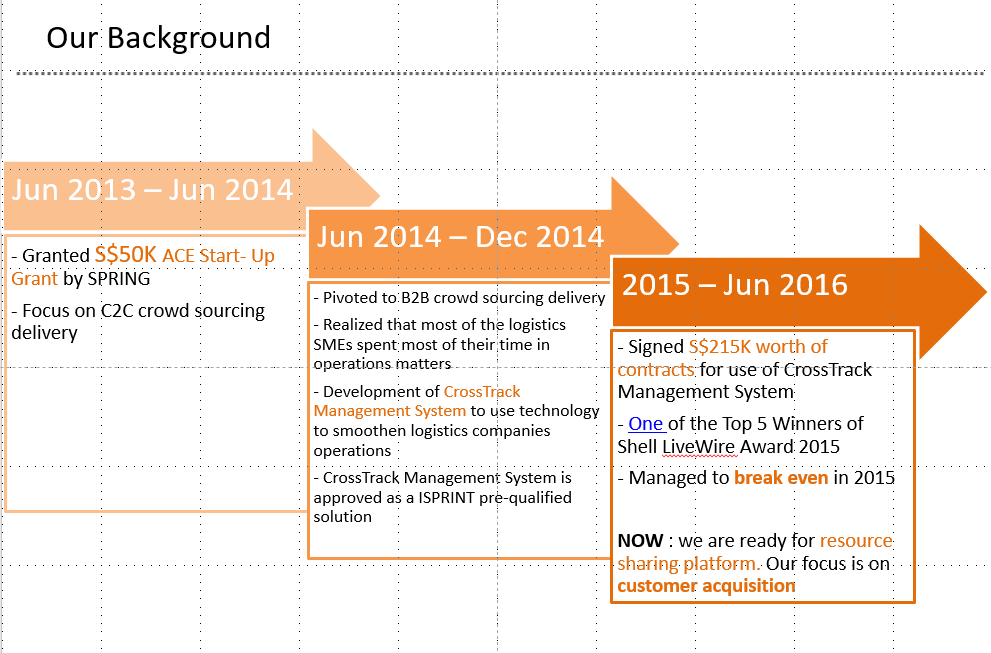 Our Background
Jun 2013 – Jun 2014
- Granted S$50K ACE Start- Up
Grant by SPRING
- Focus on C2C crowd sourcing
delivery
Jun 2014 – Dec 2014
- Pivoted to B2B crowd sourcing delivery
- Realized that most of the logistics
SMEs spent most of their time in
operations matters
- Development of CrossTrack
Management System to use technology
to smoothen logistics companies
operations
- CrossTrack Management System is
approved as a ISPRINT pre-qualified
solution
2015 – Jun 2016
- Signed S$215K worth of
contracts for use of CrossTrack
Management System
- One of the Top 5 Winners of
Shell LiveWire Award 2015
- Managed to break even in 2015
NOW : we are ready for resource
sharing platform. Our focus is on
customer acquisition